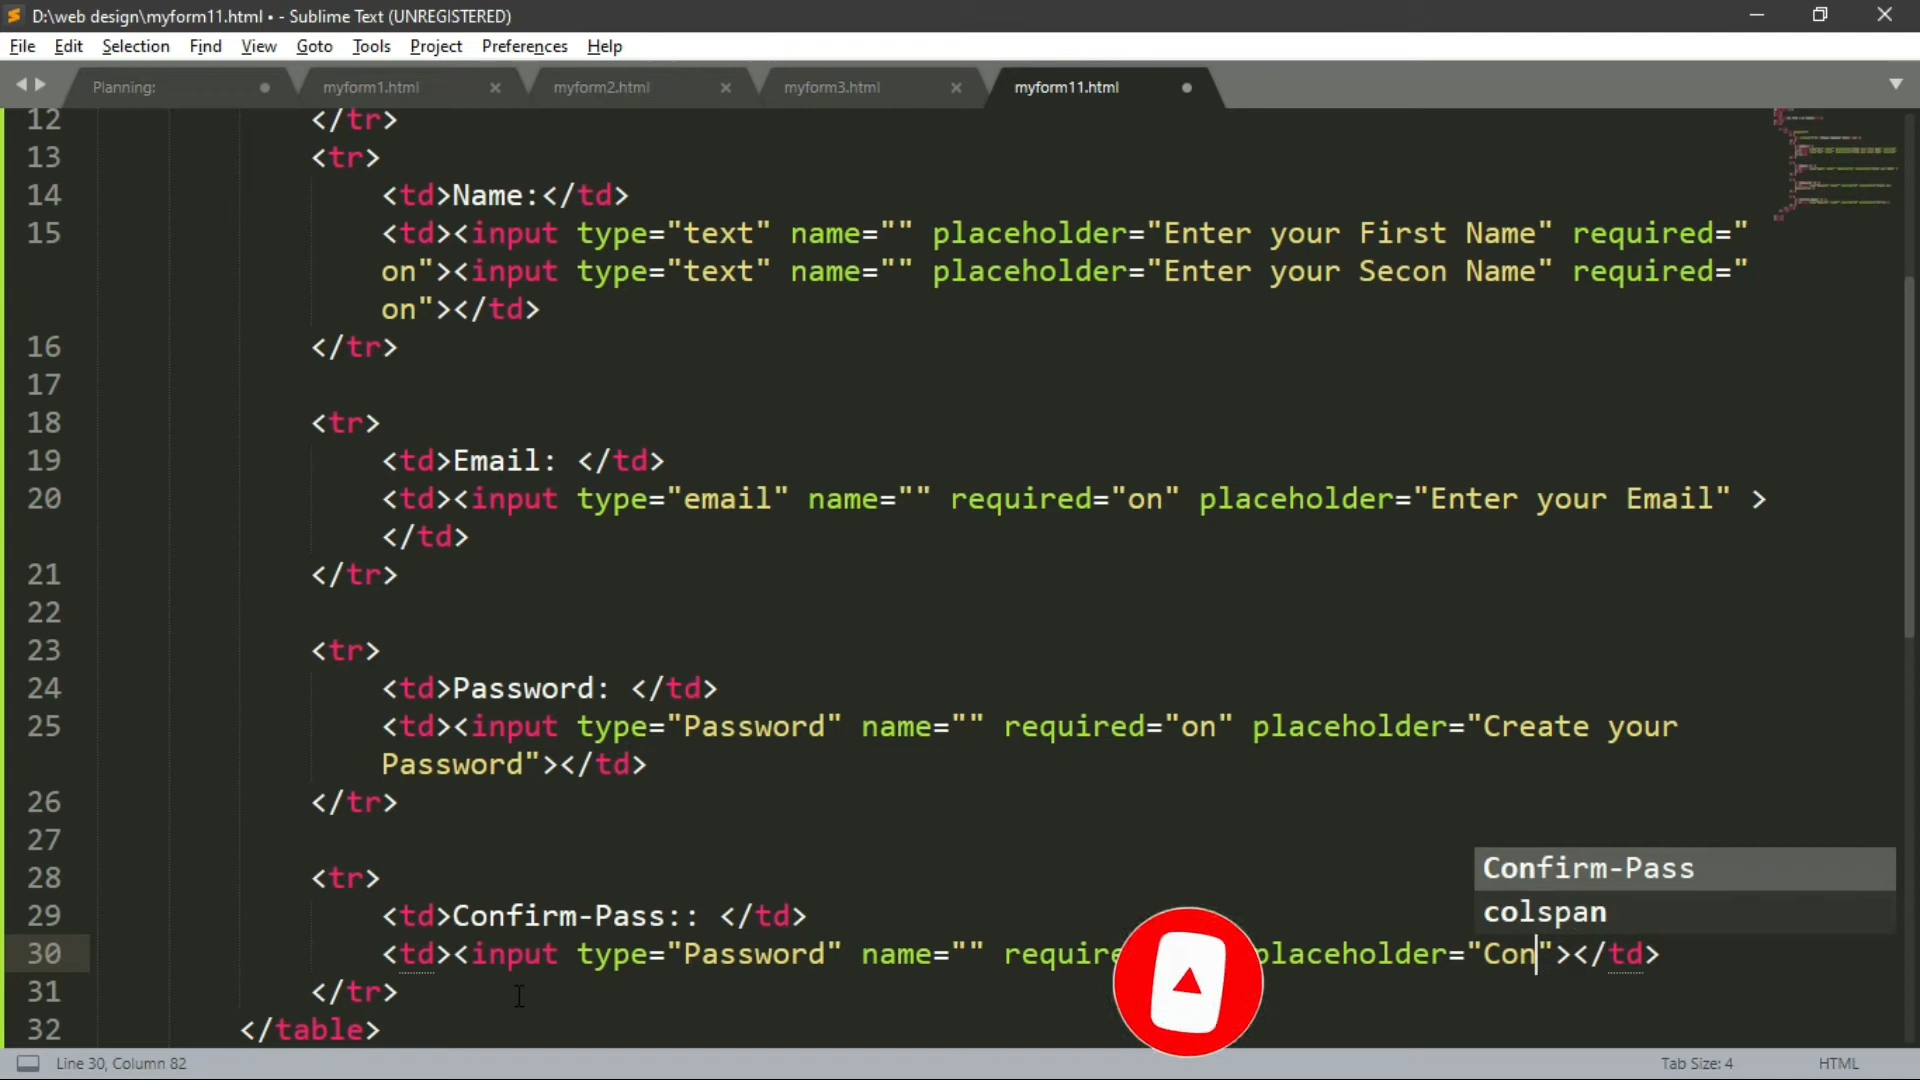 D:\web design\myform11.html • - Sublime Text (UNREGISTERED)
File Edit Selection Find View Goto Tools Project Preferences Help
Planning: myform1.html myform2.html myform3.html myform11.html
12 </tr>
13 <tr>
14 <td>Name:</td>
15 <td><input type="text" name="" placeholder="Enter your First Name" required="
on"><input type="text" name="" placeholder="Enter your Secon Name" required="
on"></td>
16 </tr>
17
18 <tr>
19 <td>Email: </td>
20 <td><input type="email" name="" required="on" placeholder="Enter your Email" >
</td>
21 </tr>
22
23 <tr>
24 <td>Password: </td>
25 <td><input type="Password" name="" required="on" placeholder="Create your
Password"></td>
26 </tr>
27
28 <tr>
Confirm-Pass
29 <td>Confirm-Pass:: </td>
colspan
30 <td><input type="Password" name="" require placeholder="Con"></td>
31 </tr>
32 </table>
Line 30, Column 82 Tab Size: 4 HTML